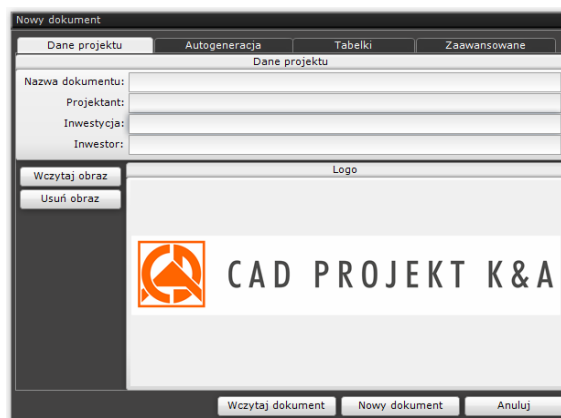 Nowy dokument
Dane projektu Autogeneracja Tabelki Zaawansowane
Dane projektu
Nazwa dokumentu:
Projektant:
Inwestycja:
Inwestor:
Wczytaj obraz
Usuń obraz
Logo
CAD PROJEKT K&A
Wczytaj dokument Nowy dokument Anuluj